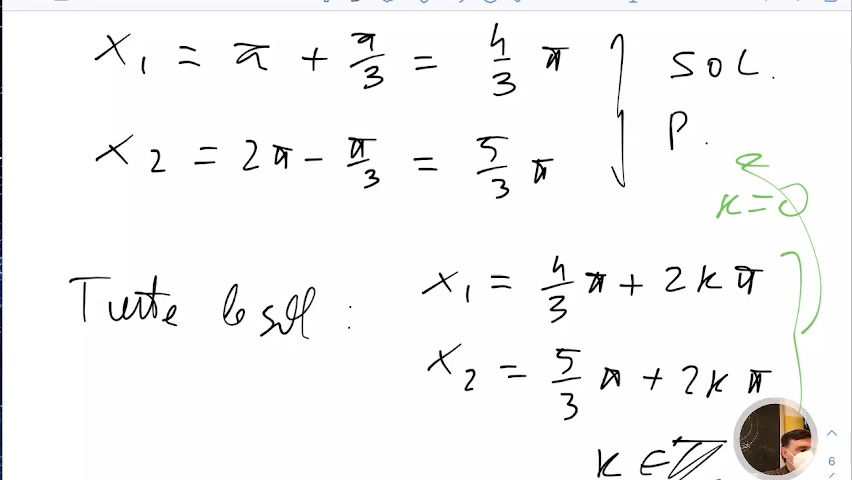 x₁ = π + π/3 = 4/3 π
x₂ = 2π - π/3 = 5/3 π
SOL.
P.
k=0
Tutte le sol :
x₁ = 4/3 π + 2kπ
x₂ = 5/3 π + 2kπ
k ∈ ℤ
6